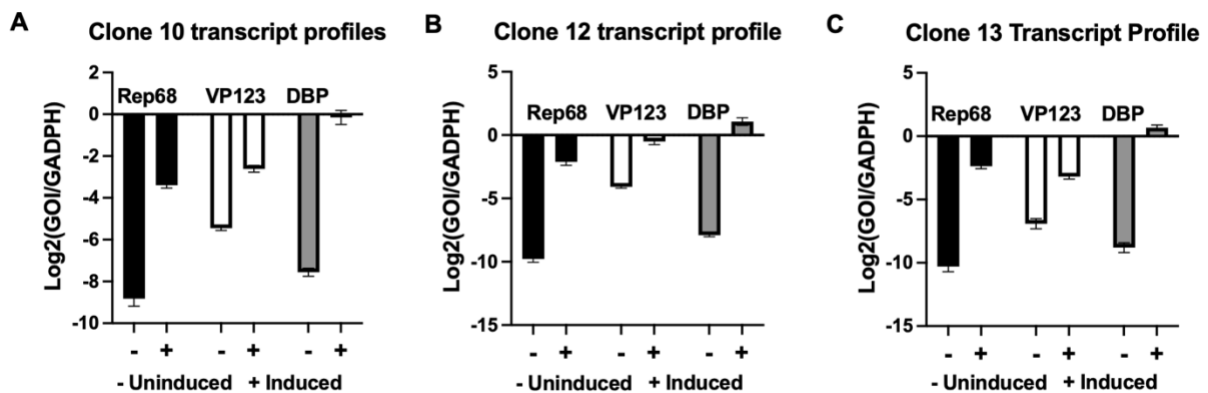 A
Clone 10 transcript profiles
Log2(GOI/GADPH)
2
0
-2
-4
-6
-8
-10
Rep68 VP123 DBP
- + - + - +
- Uninduced + Induced
B
Clone 12 transcript profile
Log2(GOI/GADPH)
5
0
-5
-10
-15
Rep68 VP123 DBP
- + - + - +
- Uninduced + Induced
C
Clone 13 Transcript Profile
Log2(GOI/GADPH)
5
0
-5
-10
-15
Rep68 VP123 DBP
- + - + - +
- Uninduced + Induced